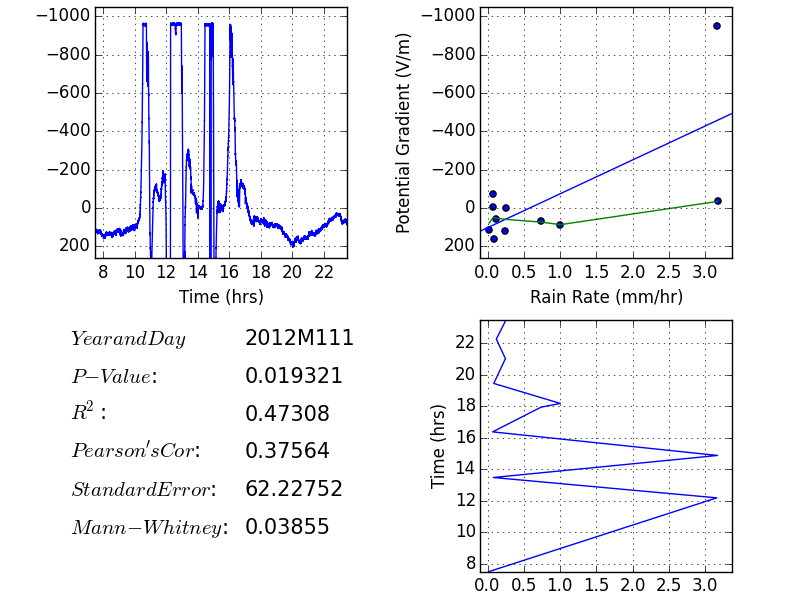 −1000
−800
−600
−400
−200
0
200
8 10 12 14 16 18 20 22
Time (hrs)
Potential Gradient (V/m)
−1000
−800
−600
−400
−200
0
200
0.0 0.5 1.0 1.5 2.0 2.5 3.0
Rain Rate (mm/hr)
YearandDay 2012M111
P−Value: 0.019321
R²: 0.47308
Pearson'sCor: 0.37564
StandardError: 62.22752
Mann−Whitney: 0.03855
Time (hrs)
22
20
18
16
14
12
10
8
0.0 0.5 1.0 1.5 2.0 2.5 3.0